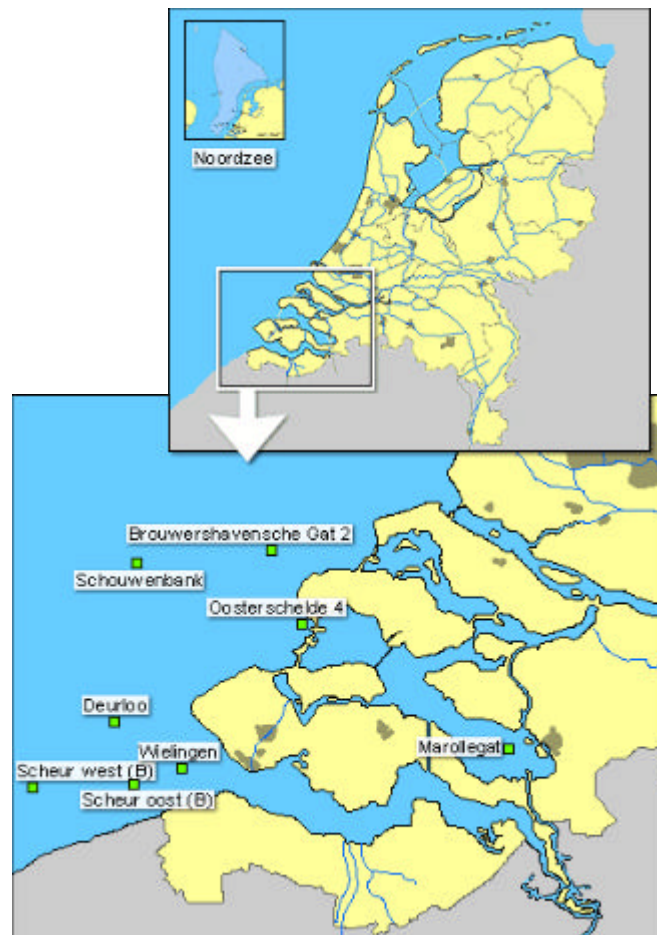 Noordzee
Brouwershavensche Gat 2
Schouwenbank
Oosterschelde 4
Deurloo
Wielingen
Marollegat
Scheur west (B)
Scheur oost (B)